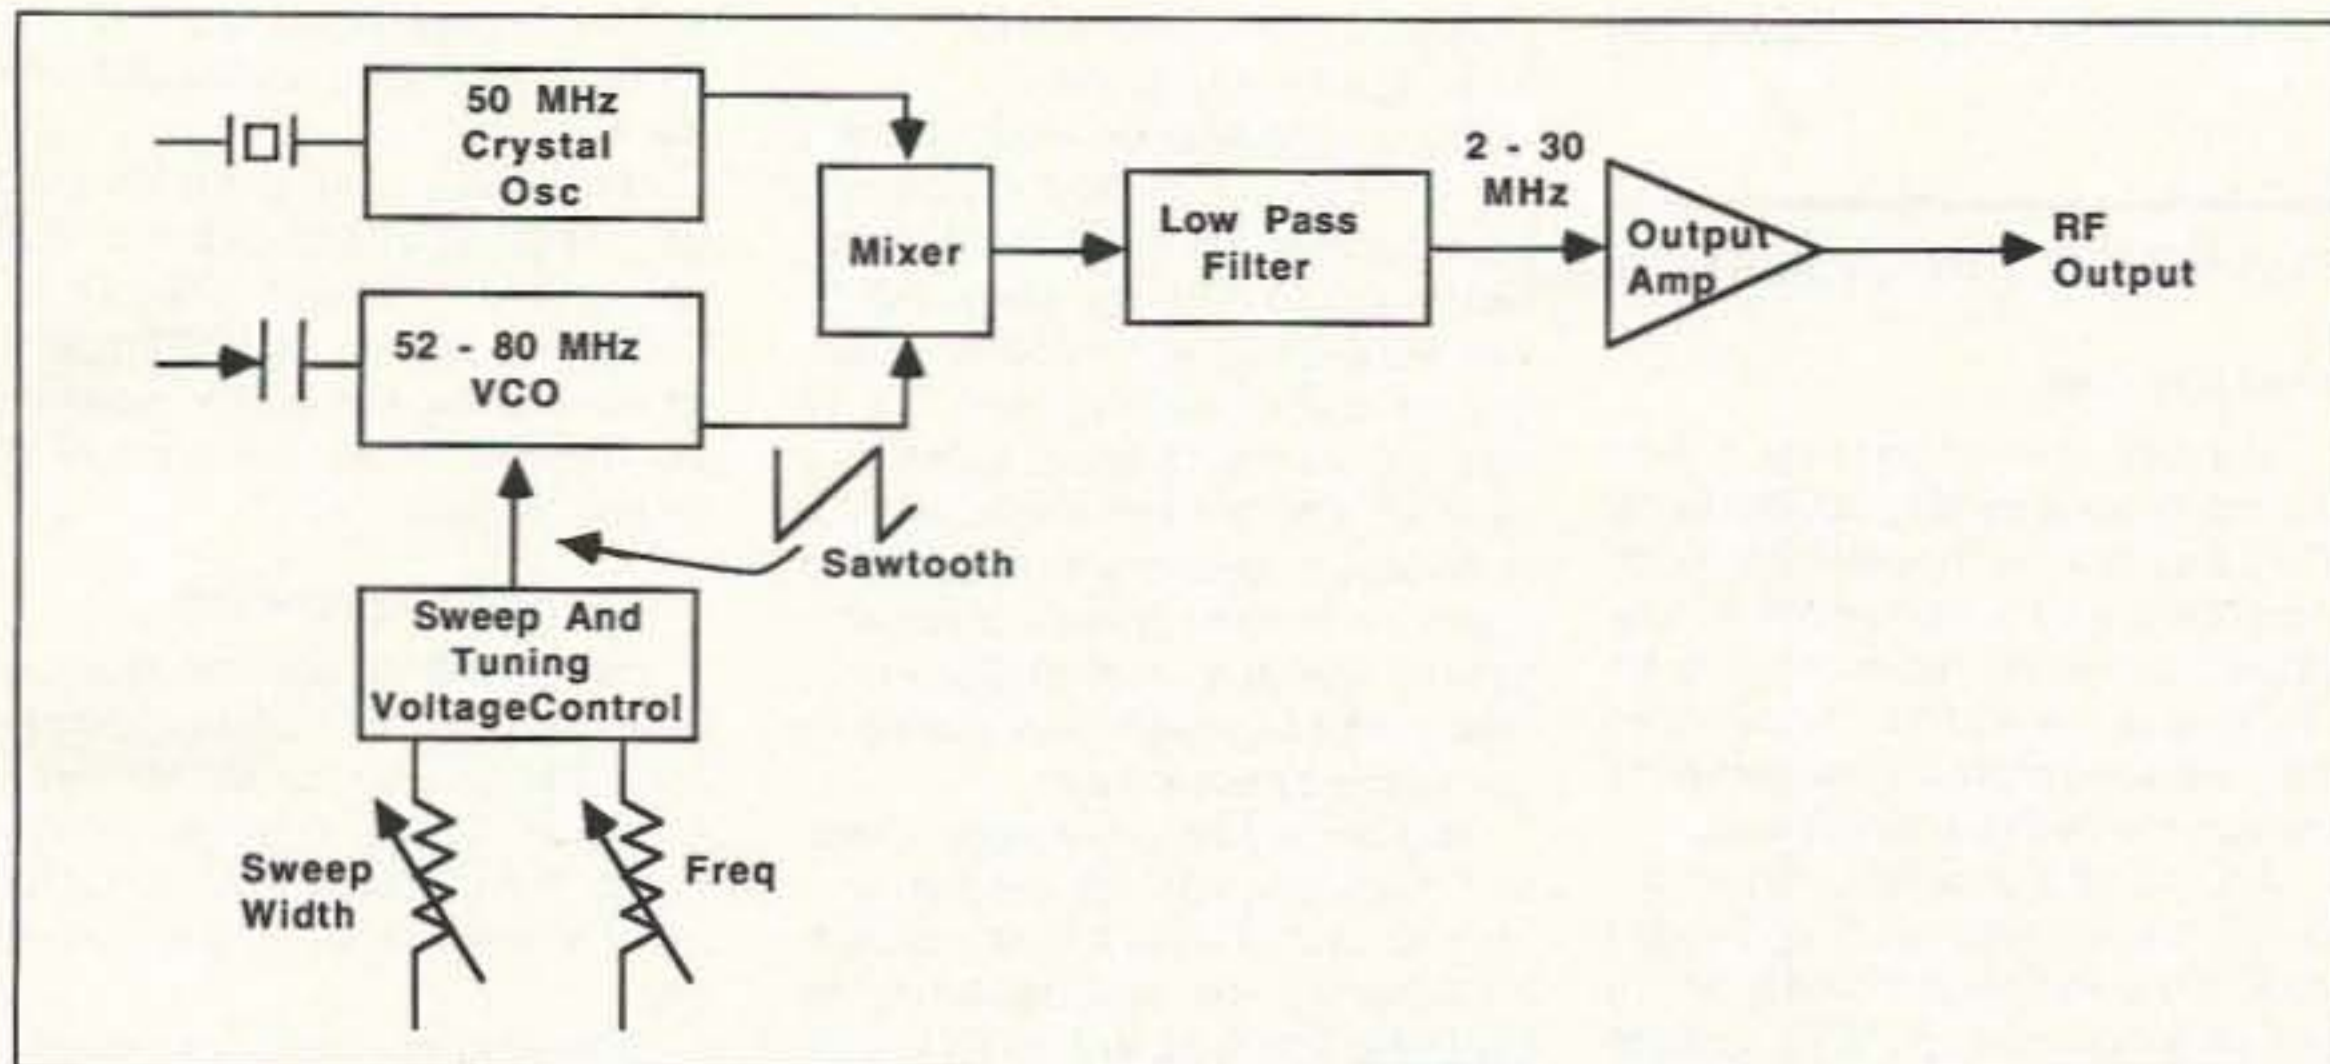 50 MHz
Crystal
Osc
52 - 80 MHz
VCO
Mixer
Low Pass
Filter
2 - 30
MHz
Output
Amp
RF
Output
Sawtooth
Sweep And
Tuning
VoltageControl
Sweep
Width
Freq